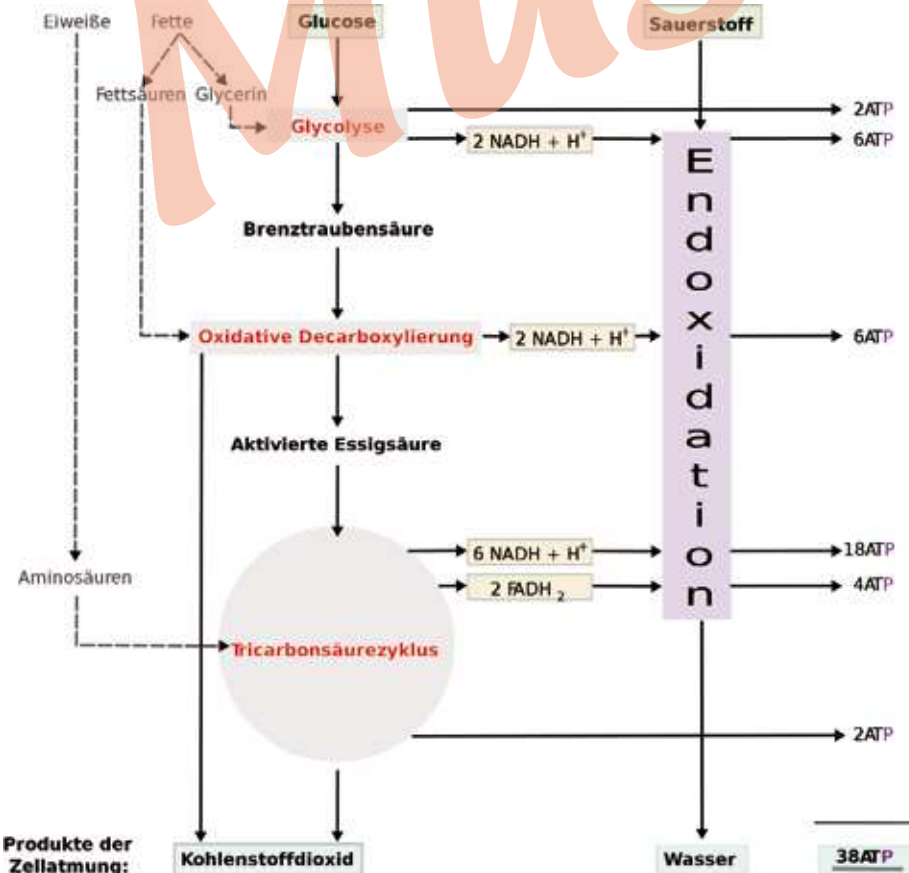 Eiweiße Fette Glucose Sauerstoff
Fettsäuren Glycerin
Glycolyse 2ATP
2 NADH + H⁺ 6ATP
Brenztraubensäure
Endoxidation
Oxidative Decarboxylierung 2 NADH + H⁺ 6ATP
Aktivierte Essigsäure
6 NADH + H⁺ 18ATP
Aminosäuren 2 FADH₂ 4ATP
Tricarbonsäurezyklus
2ATP
Produkte der
Zellatmung: Kohlenstoffdioxid Wasser 38ATP